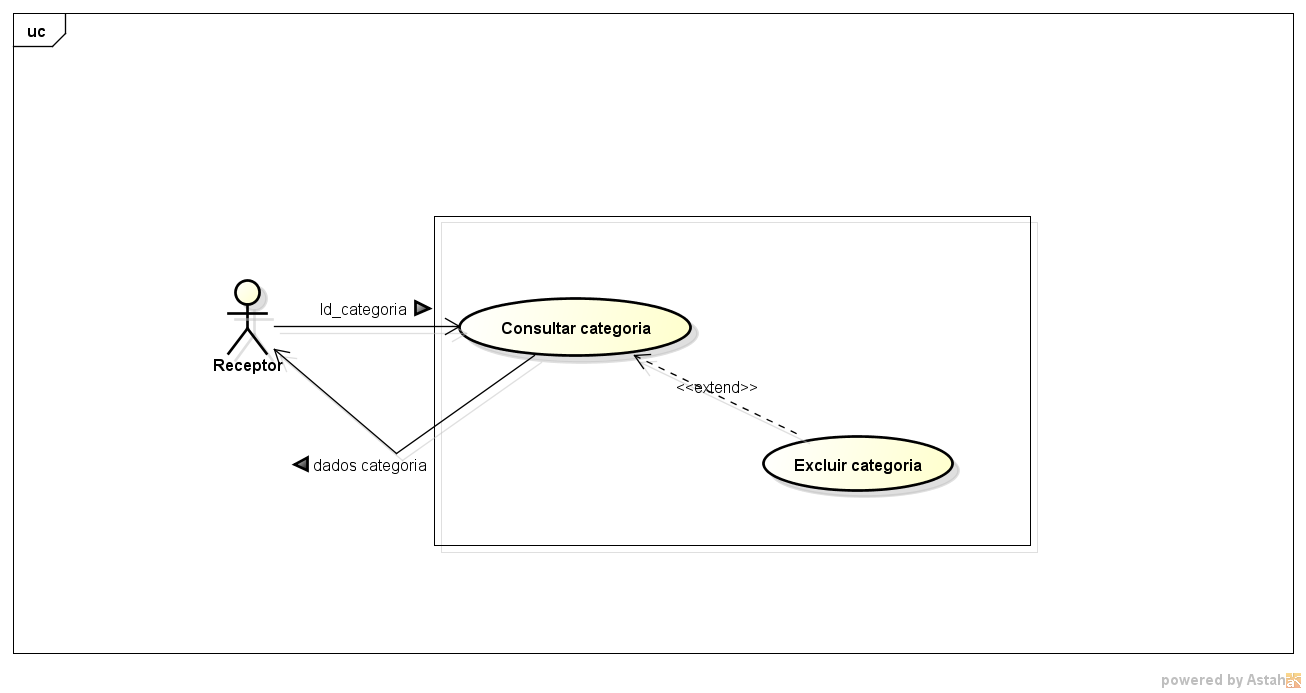 uc
Id_categoria
Consultar categoria
Receptor
<<extend>>
dados categoria
Excluir categoria
powered by Astah